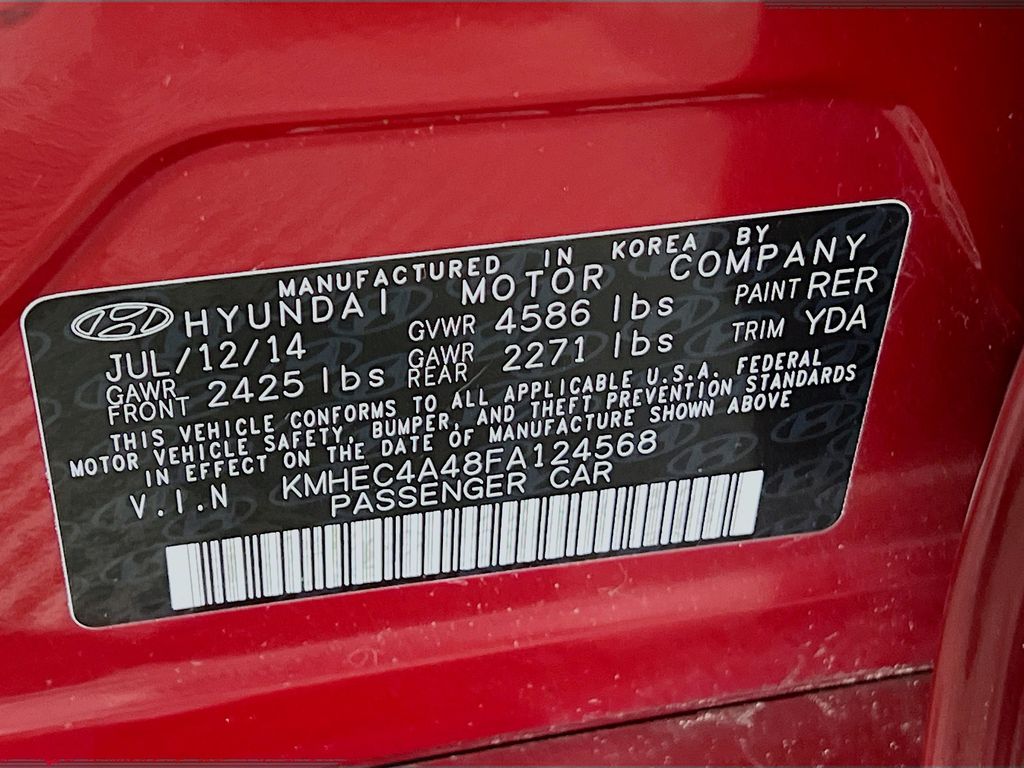 MANUFACTURED IN KOREA BY
HYUNDAI MOTOR COMPANY
JUL/12/14 GVWR 4586 lbs PAINT RER
GAWR FRONT 2425 lbs GAWR REAR 2271 lbs TRIM YDA
THIS VEHICLE CONFORMS TO ALL APPLICABLE U.S.A. FEDERAL
MOTOR VEHICLE SAFETY, BUMPER, AND THEFT PREVENTION STANDARDS
IN EFFECT ON THE DATE OF MANUFACTURE SHOWN ABOVE
V.I.N KMHEC4A48FA124568
PASSENGER CAR